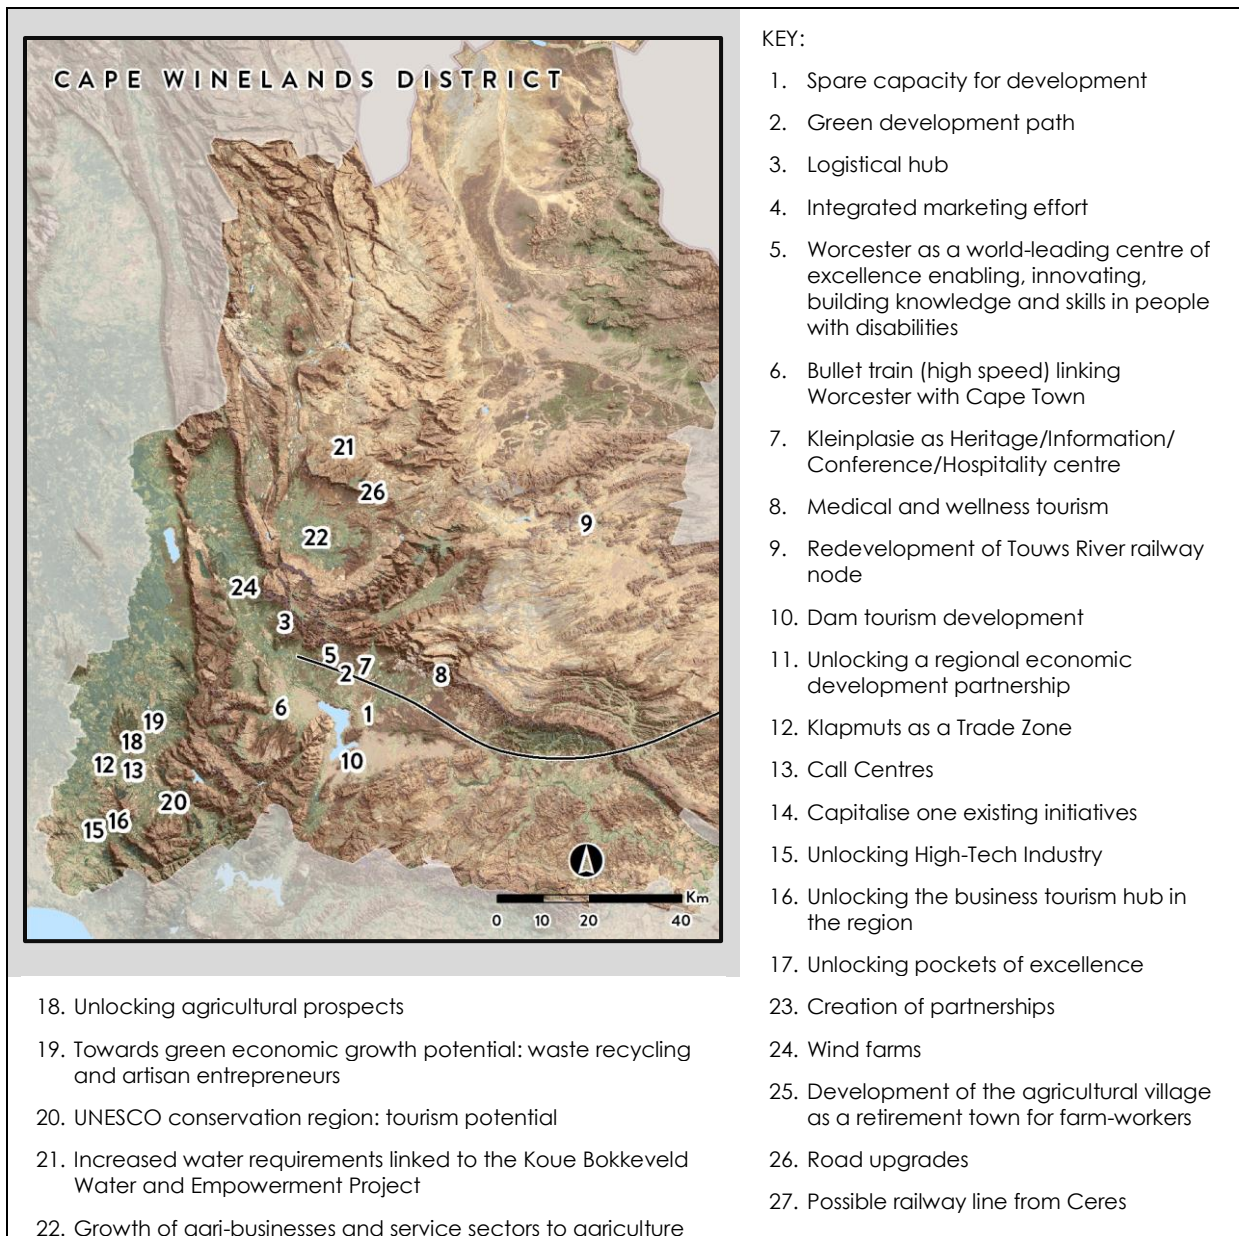 CAPE WINELANDS DISTRICT
21
26
22
9
24
3
5
7
2
8
6
1
10
19
18
12
13
20
16
15
Km
0 10 20 40
KEY:
1. Spare capacity for development
2. Green development path
3. Logistical hub
4. Integrated marketing effort
5. Worcester as a world-leading centre of
excellence enabling, innovating,
building knowledge and skills in people
with disabilities
6. Bullet train (high speed) linking
Worcester with Cape Town
7. Kleinplasie as Heritage/Information/
Conference/Hospitality centre
8. Medical and wellness tourism
9. Redevelopment of Touws River railway
node
10. Dam tourism development
11. Unlocking a regional economic
development partnership
12. Klapmuts as a Trade Zone
13. Call Centres
14. Capitalise one existing initiatives
15. Unlocking High-Tech Industry
16. Unlocking the business tourism hub in
the region
17. Unlocking pockets of excellence
18. Unlocking agricultural prospects
19. Towards green economic growth potential: waste recycling
and artisan entrepreneurs
20. UNESCO conservation region: tourism potential
21. Increased water requirements linked to the Koue Bokkeveld
Water and Empowerment Project
22. Growth of agri-businesses and service sectors to agriculture
23. Creation of partnerships
24. Wind farms
25. Development of the agricultural village
as a retirement town for farm-workers
26. Road upgrades
27. Possible railway line from Ceres